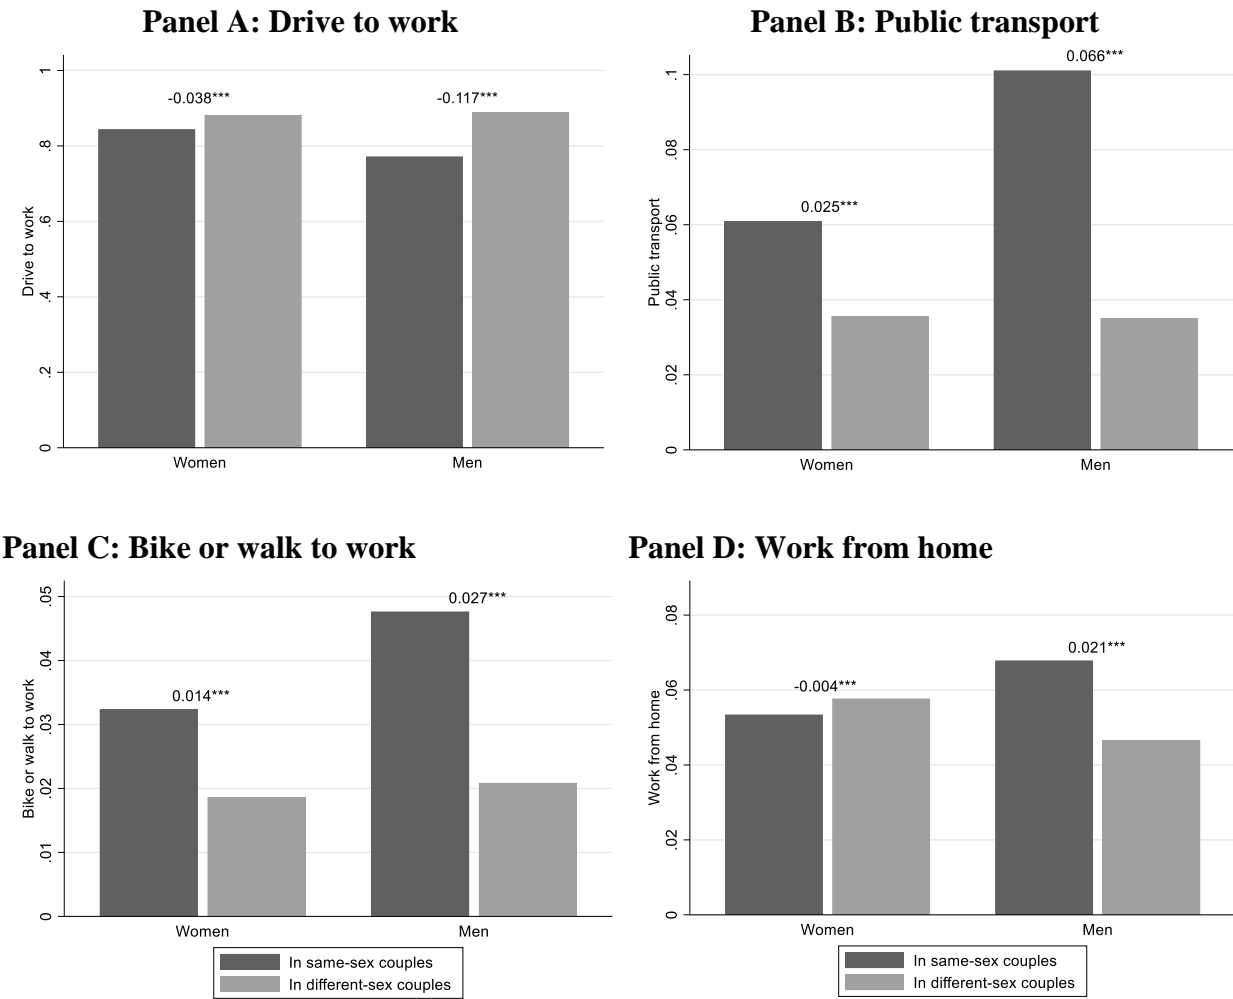 Panel A: Drive to work
Drive to work
0
.2
.4
.6
.8
1
-0.038***
-0.117***
Women
Men
Panel B: Public transport
Public transport
0
.02
.04
.06
.08
.1
0.025***
0.066***
Women
Men
Panel C: Bike or walk to work
Bike or walk to work
0
.01
.02
.03
.04
.05
0.014***
0.027***
Women
Men
In same-sex couples
In different-sex couples
Panel D: Work from home
Work from home
0
.02
.04
.06
.08
-0.004***
0.021***
Women
Men
In same-sex couples
In different-sex couples